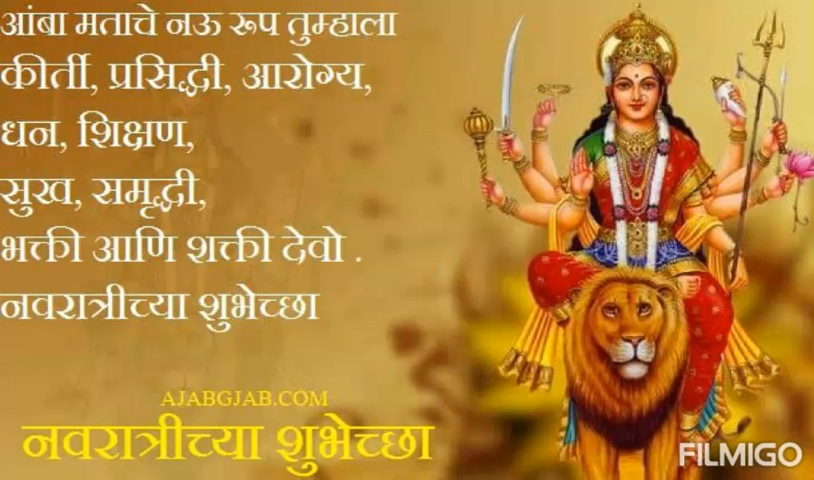 आंबा मताचे नऊ रूप तुम्हाला
कीर्ती, प्रसिद्धी, आरोग्य,
धन, शिक्षण,
सुख, समृद्धी,
भक्ती आणि शक्ती देवो .
नवरात्रीच्या शुभेच्छा
AJABGJAB.COM
नवरात्रीच्या शुभेच्छा
FILMIGO